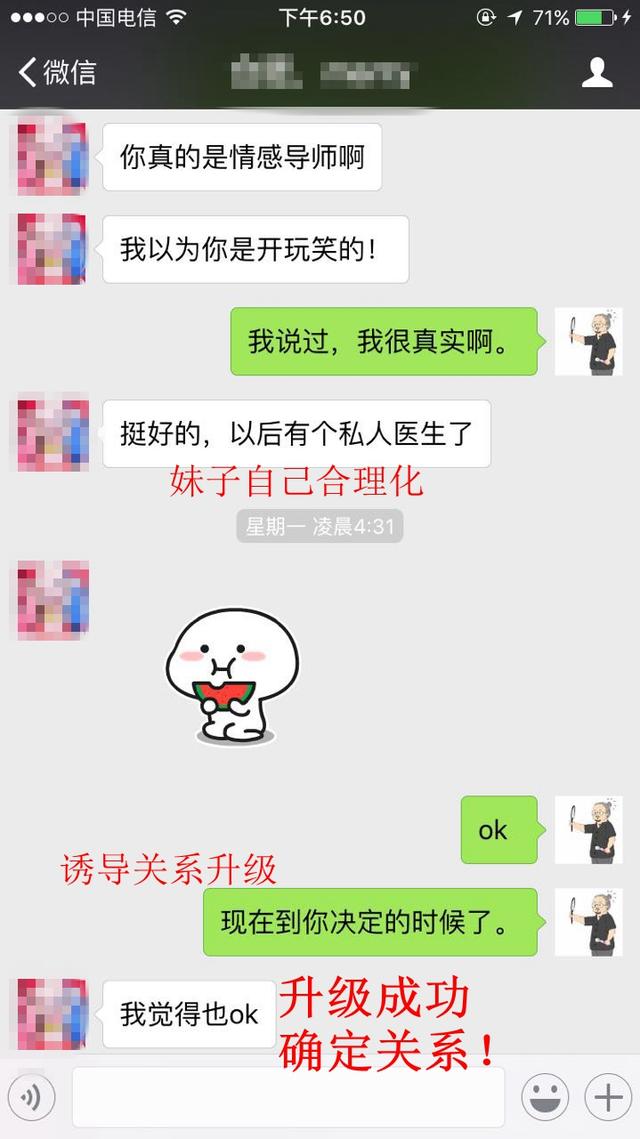 中国电信
下午6:50
71%
微信
你真的是情感导师啊
我以为你是开玩笑的!
我说过，我很真实啊。
挺好的，以后有个私人医生了
妹子自己合理化
星期一 凌晨4:31
ok
诱导关系升级
现在到你决定的时候了。
我觉得也ok
升级成功
确定关系!